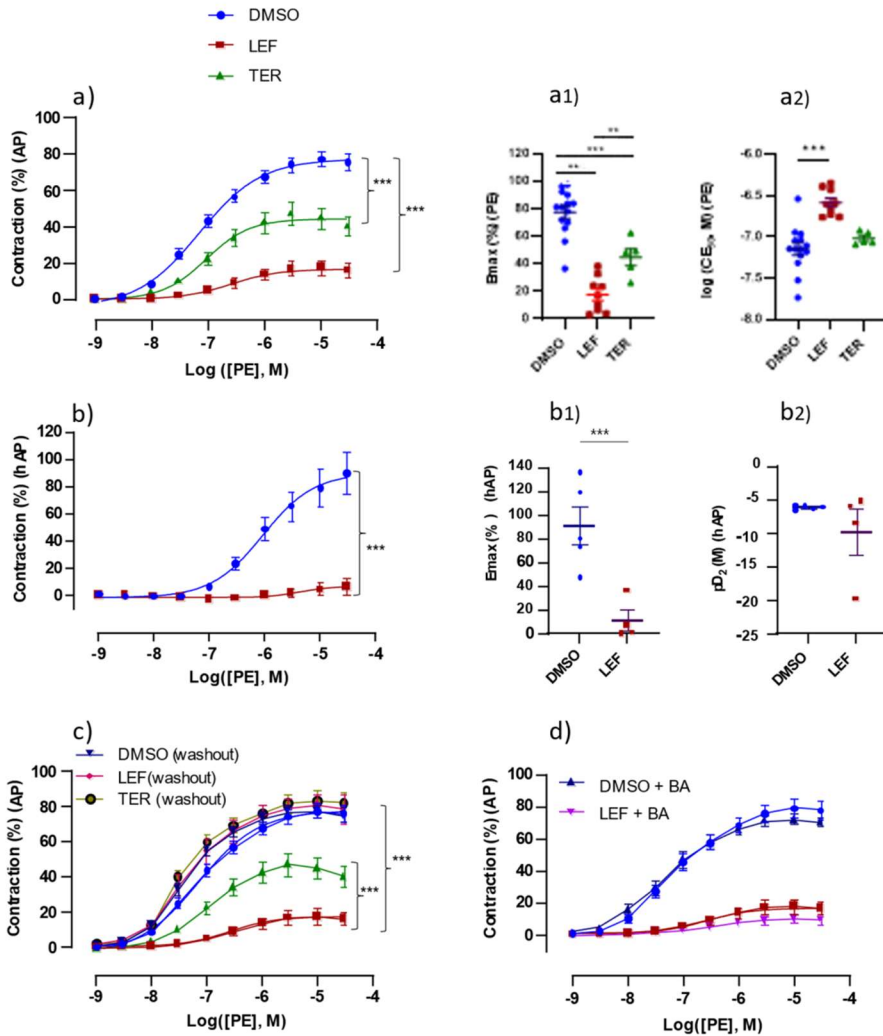 DMSO
LEF
TER
a)
Contraction (%) (AP)
100
80
60
40
20
0
-9 -8 -7 -6 -5 -4
Log ([PE], M)
***
***
a1)
Emax (%) (PE)
120
100
80
60
40
20
0
**
***
**
DMSO LEF TER
a2)
log (CE50, M) (PE)
-6.0
-6.5
-7.0
-7.5
-8.0
***
DMSO LEF TER
b)
Contraction (%) (hAP)
120
100
80
60
40
20
0
-9 -8 -7 -6 -5 -4
Log([PE], M)
***
b1)
Emax(% ) (hAP)
140
120
100
80
60
40
20
0
***
DMSO LEF
b2)
pD2 (M) (hAP)
0
-5
-10
-15
-20
-25
DMSO LEF
c)
DMSO (washout)
LEF(washout)
TER (washout)
Contraction (%) (AP)
100
80
60
40
20
0
-9 -8 -7 -6 -5 -4
Log([PE], M)
***
***
d)
DMSO + BA
LEF + BA
Contraction (%) (AP)
100
80
60
40
20
0
-9 -8 -7 -6 -5 -4
Log([PE], M)